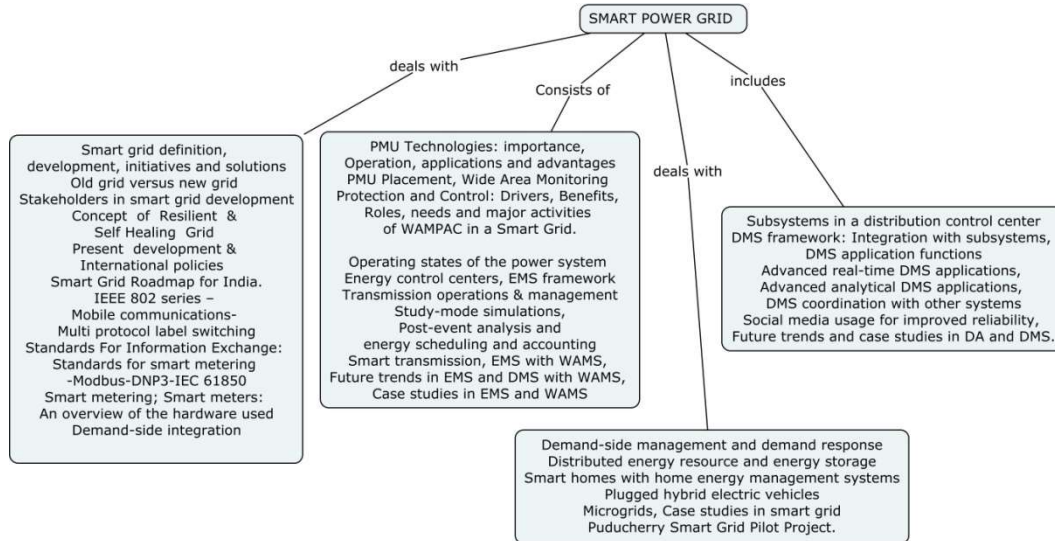 SMART POWER GRID
deals with
Consists of
deals with
includes
Smart grid definition,
development, initiatives and solutions
Old grid versus new grid
Stakeholders in smart grid development
Concept of Resilient &
Self Healing Grid
Present development &
International policies
Smart Grid Roadmap for India.
IEEE 802 series –
Mobile communications-
Multi protocol label switching
Standards For Information Exchange:
Standards for smart metering
-Modbus-DNP3-IEC 61850
Smart metering; Smart meters:
An overview of the hardware used
Demand-side integration
PMU Technologies: importance,
Operation, applications and advantages
PMU Placement, Wide Area Monitoring
Protection and Control: Drivers, Benefits,
Roles, needs and major activities
of WAMPAC in a Smart Grid.
Operating states of the power system
Energy control centers, EMS framework
Transmission operations & management
Study-mode simulations,
Post-event analysis and
energy scheduling and accounting
Smart transmission, EMS with WAMS,
Future trends in EMS and DMS with WAMS,
Case studies in EMS and WAMS
Subsystems in a distribution control center
DMS framework: Integration with subsystems,
DMS application functions
Advanced real-time DMS applications,
Advanced analytical DMS applications,
DMS coordination with other systems
Social media usage for improved reliability,
Future trends and case studies in DA and DMS.
Demand-side management and demand response
Distributed energy resource and energy storage
Smart homes with home energy management systems
Plugged hybrid electric vehicles
Microgrids, Case studies in smart grid
Puducherry Smart Grid Pilot Project.